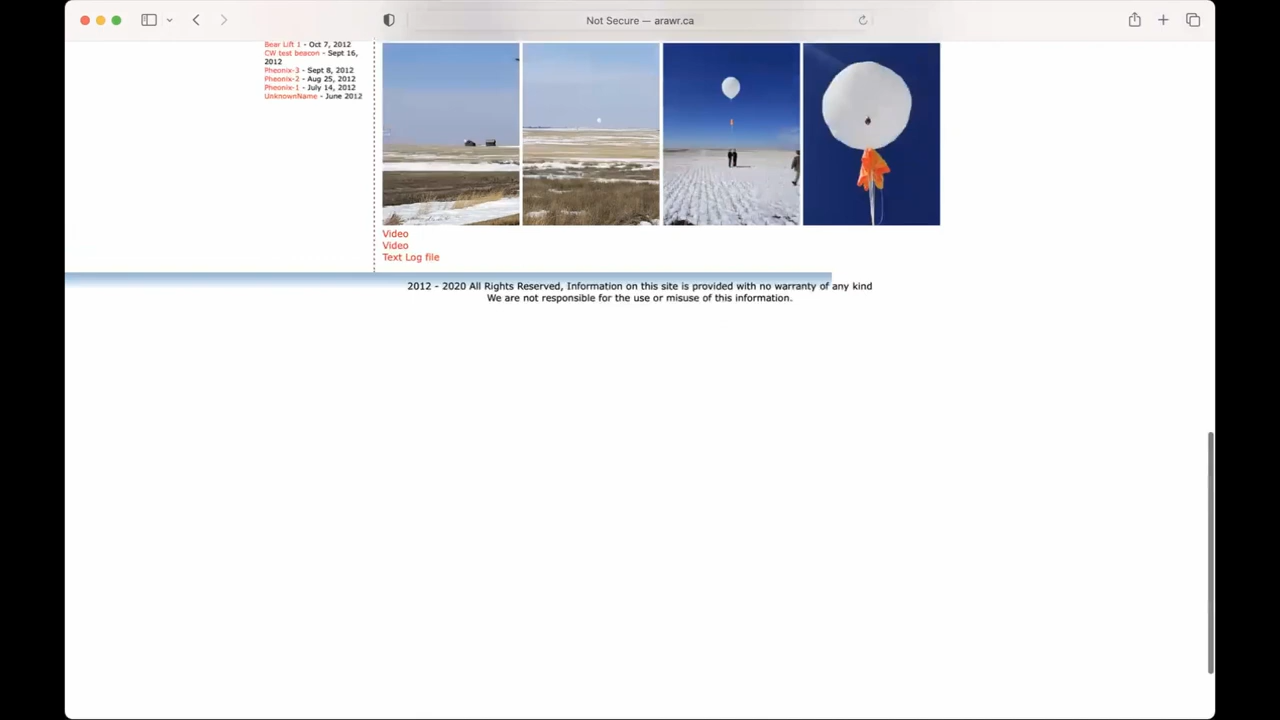 Not Secure — arawr.ca
Bear Lift 1 - Oct 7, 2012
CW test beacon - Sept 16,
2012
Pheonix-3 - Sept 8, 2012
Pheonix-2 - Aug 25, 2012
Pheonix-1 - July 14, 2012
UnknownName - June 2012
Video
Video
Text Log file
2012 - 2020 All Rights Reserved, Information on this site is provided with no warranty of any kind
We are not responsible for the use or misuse of this information.